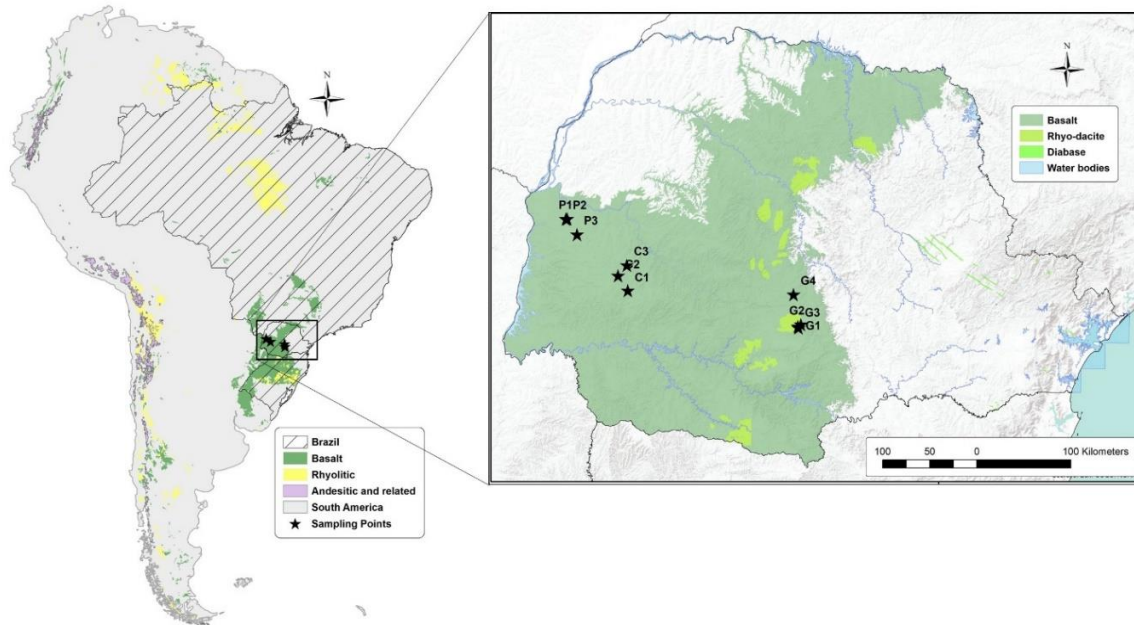 N
Brazil
Basalt
Rhyolitic
Andesitic and related
South America
Sampling Points
N
Basalt
Rhyo-dacite
Diabase
Water bodies
P1P2
P3
C3
C2
C1
G4
G2 G3
G1
100 50 0 100 Kilometers